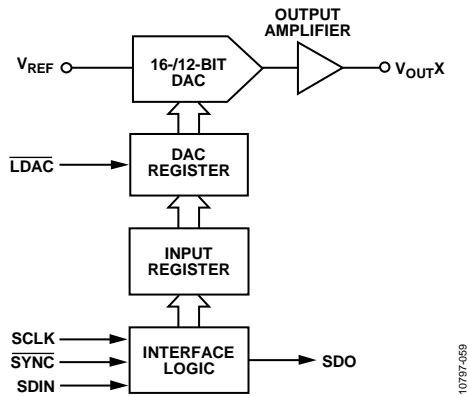 OUTPUT
AMPLIFIER
VREF
16-/12-BIT
DAC
VOUTX
LDAC
DAC
REGISTER
INPUT
REGISTER
SCLK
SYNC
SDIN
INTERFACE
LOGIC
SDO
10797-059